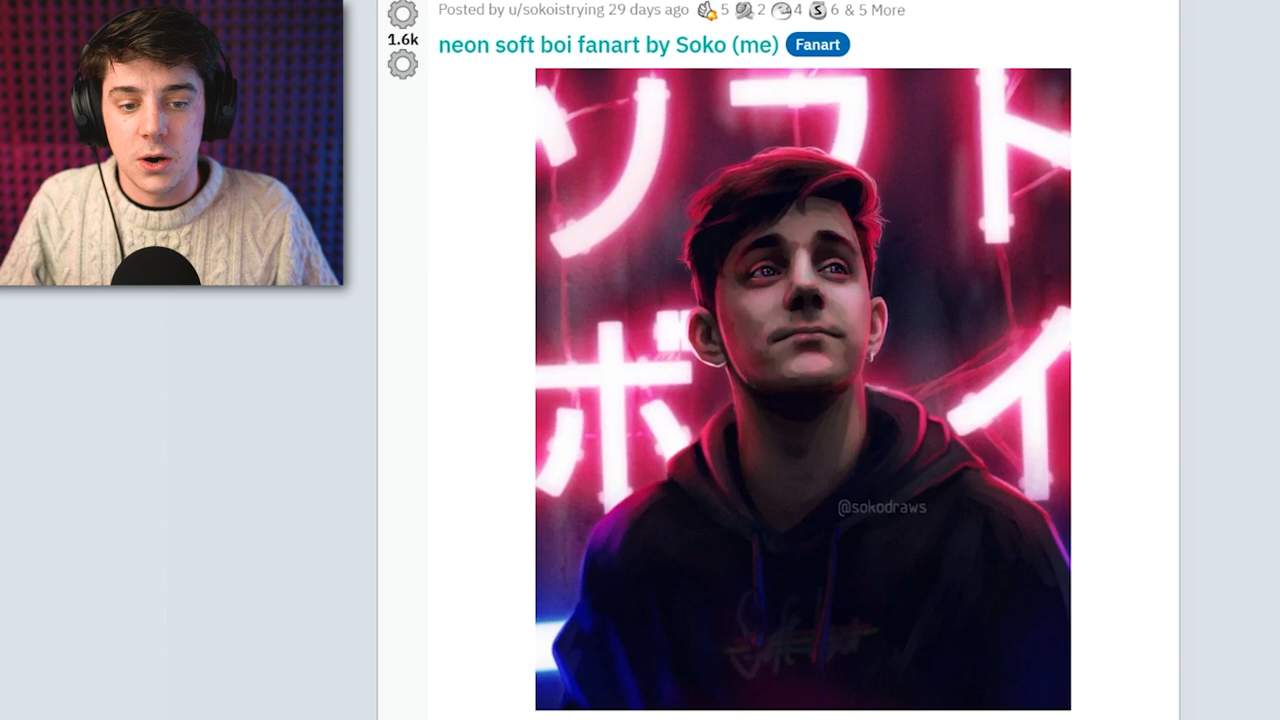 Posted by u/sokoistrying 29 days ago 5 2 4 S 6 & 5 More
1.6k
neon soft boi fanart by Soko (me) Fanart
ソフト
ボイ
@sokodraws